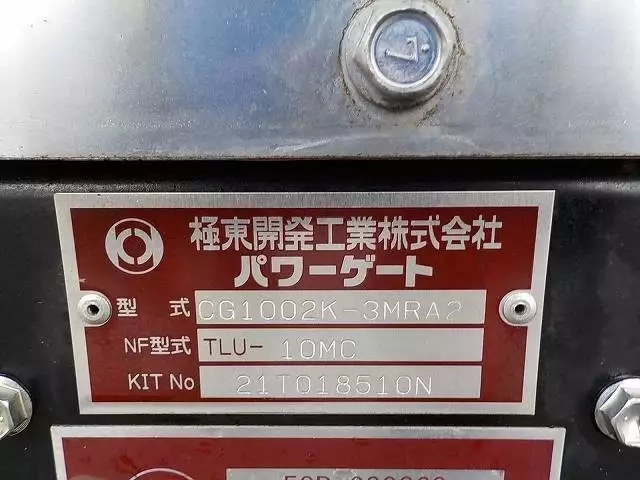 7.
極東開発工業株式会社
パワーゲート
型 式 CG1002K-3MRA2
NF型式 TLU- 10MC
KIT No 21T018510N